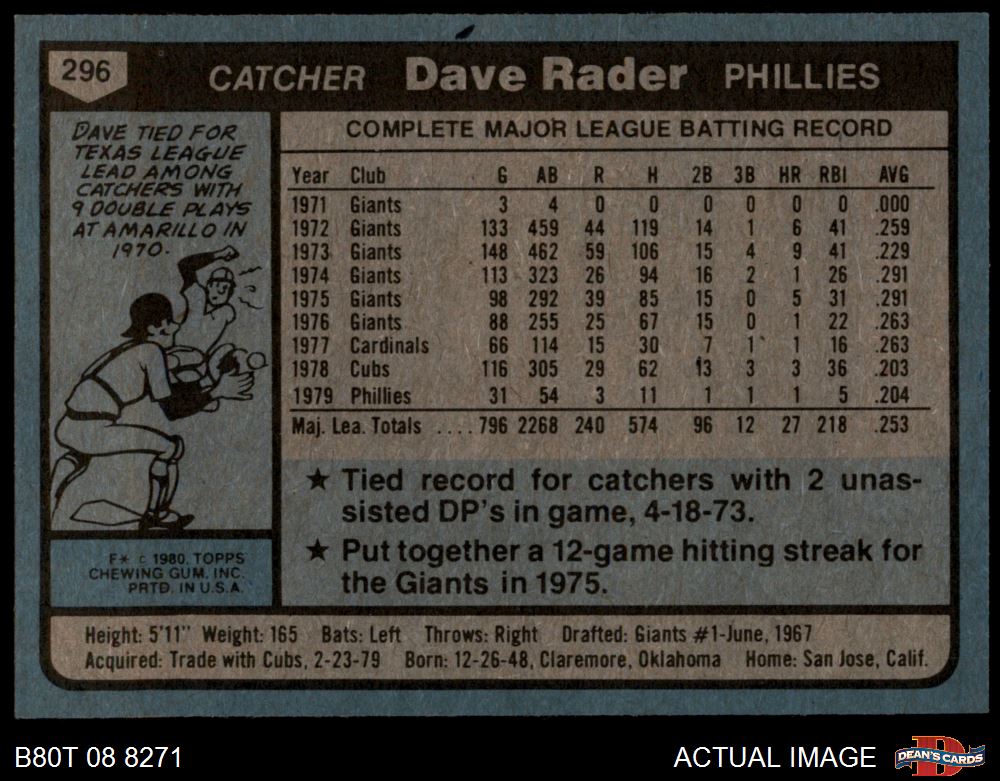 296 CATCHER Dave Rader PHILLIES
DAVE TIED FOR
TEXAS LEAGUE
LEAD AMONG
CATCHERS WITH
9 DOUBLE PLAYS
AT AMARILLO IN
1970.
COMPLETE MAJOR LEAGUE BATTING RECORD
Year Club G AB R H 2B 3B HR RBI AVG
1971 Giants 3 4 0 0 0 0 0 0 .000
1972 Giants 133 459 44 119 14 1 6 41 .259
1973 Giants 148 462 59 106 15 4 9 41 .229
1974 Giants 113 323 26 94 16 2 1 26 .291
1975 Giants 98 292 39 85 15 0 5 31 .291
1976 Giants 88 255 25 67 15 0 1 22 .263
1977 Cardinals 66 114 15 30 7 1 1 16 .263
1978 Cubs 116 305 29 62 13 3 3 36 .203
1979 Phillies 31 54 3 11 1 1 1 5 .204
Maj. Lea. Totals ....796 2268 240 574 96 12 27 218 .253
★ Tied record for catchers with 2 unas-
sisted DP's in game, 4-18-73.
★ Put together a 12-game hitting streak for
the Giants in 1975.
F* © 1980, TOPPS
CHEWING GUM, INC.
PRTD. IN U.S.A.
Height: 5'11" Weight: 165 Bats: Left Throws: Right Drafted: Giants #1-June, 1967
Acquired: Trade with Cubs, 2-23-79 Born: 12-26-48, Claremore, Oklahoma Home: San Jose, Calif.
B80T 08 8271
ACTUAL IMAGE
D
DEAN'S CARDS